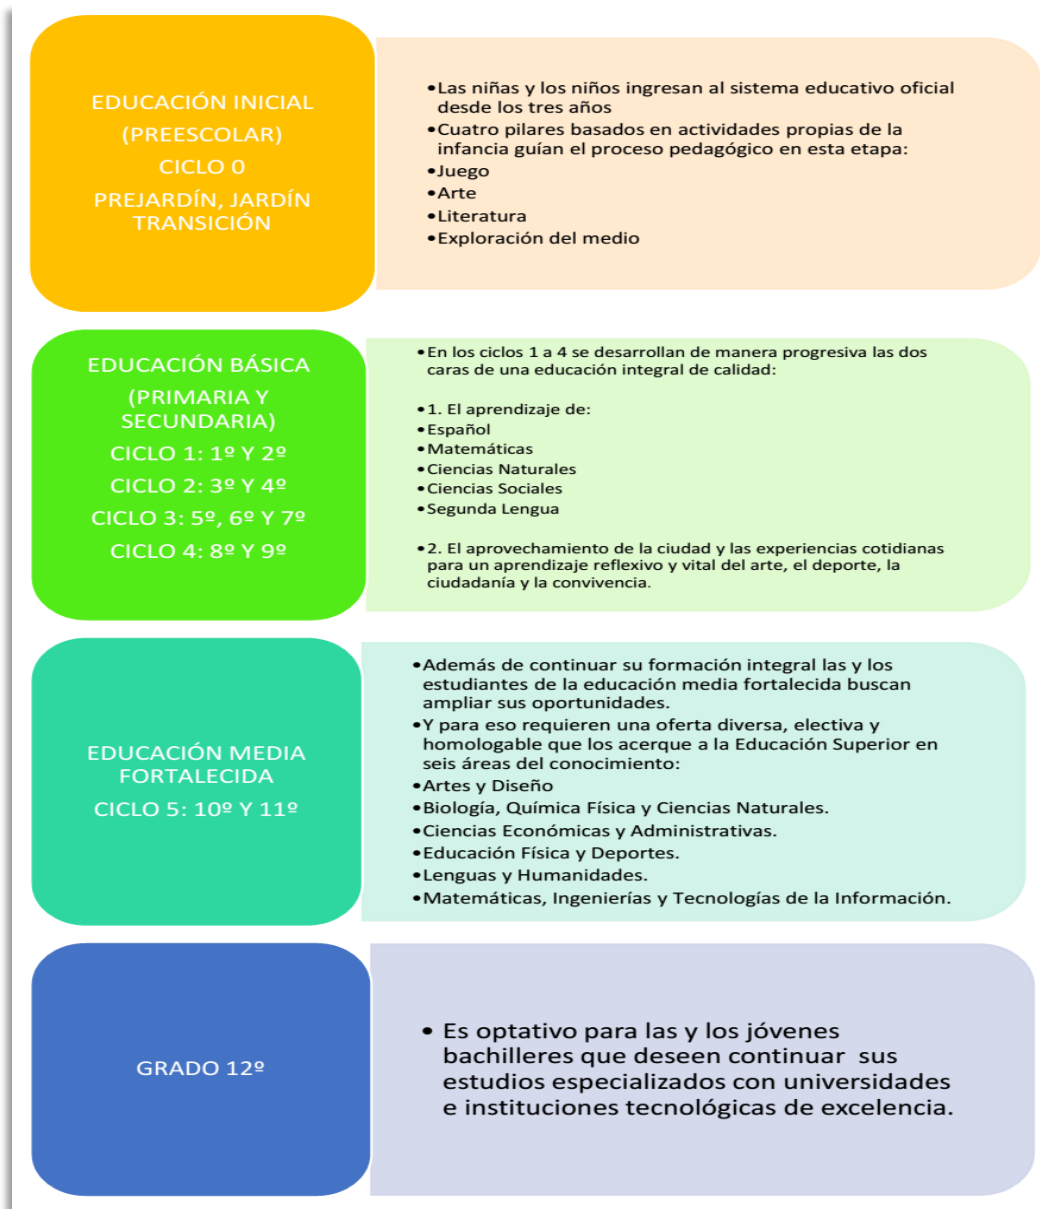 EDUCACIÓN INICIAL
(PREESCOLAR)
CICLO 0
PREJARDÍN, JARDÍN
TRANSICIÓN
•Las niñas y los niños ingresan al sistema educativo oficial
desde los tres años
•Cuatro pilares basados en actividades propias de la
infancia guían el proceso pedagógico en esta etapa:
•Juego
•Arte
•Literatura
•Exploración del medio
EDUCACIÓN BÁSICA
(PRIMARIA Y
SECUNDARIA)
CICLO 1: 1º Y 2º
CICLO 2: 3º Y 4º
CICLO 3: 5º, 6º Y 7º
CICLO 4: 8º Y 9º
•En los ciclos 1 a 4 se desarrollan de manera progresiva las dos
caras de una educación integral de calidad:
•1. El aprendizaje de:
•Español
•Matemáticas
•Ciencias Naturales
•Ciencias Sociales
•Segunda Lengua
•2. El aprovechamiento de la ciudad y las experiencias cotidianas
para un aprendizaje reflexivo y vital del arte, el deporte, la
ciudadanía y la convivencia.
EDUCACIÓN MEDIA
FORTALECIDA
CICLO 5: 10º Y 11º
•Además de continuar su formación integral las y los
estudiantes de la educación media fortalecida buscan
ampliar sus oportunidades.
•Y para eso requieren una oferta diversa, electiva y
homologable que los acerque a la Educación Superior en
seis áreas del conocimiento:
•Artes y Diseño
•Biología, Química Física y Ciencias Naturales.
•Ciencias Económicas y Administrativas.
•Educación Física y Deportes.
•Lenguas y Humanidades.
•Matemáticas, Ingenierías y Tecnologías de la Información.
GRADO 12º
• Es optativo para las y los jóvenes
bachilleres que deseen continuar sus
estudios especializados con universidades
e instituciones tecnológicas de excelencia.